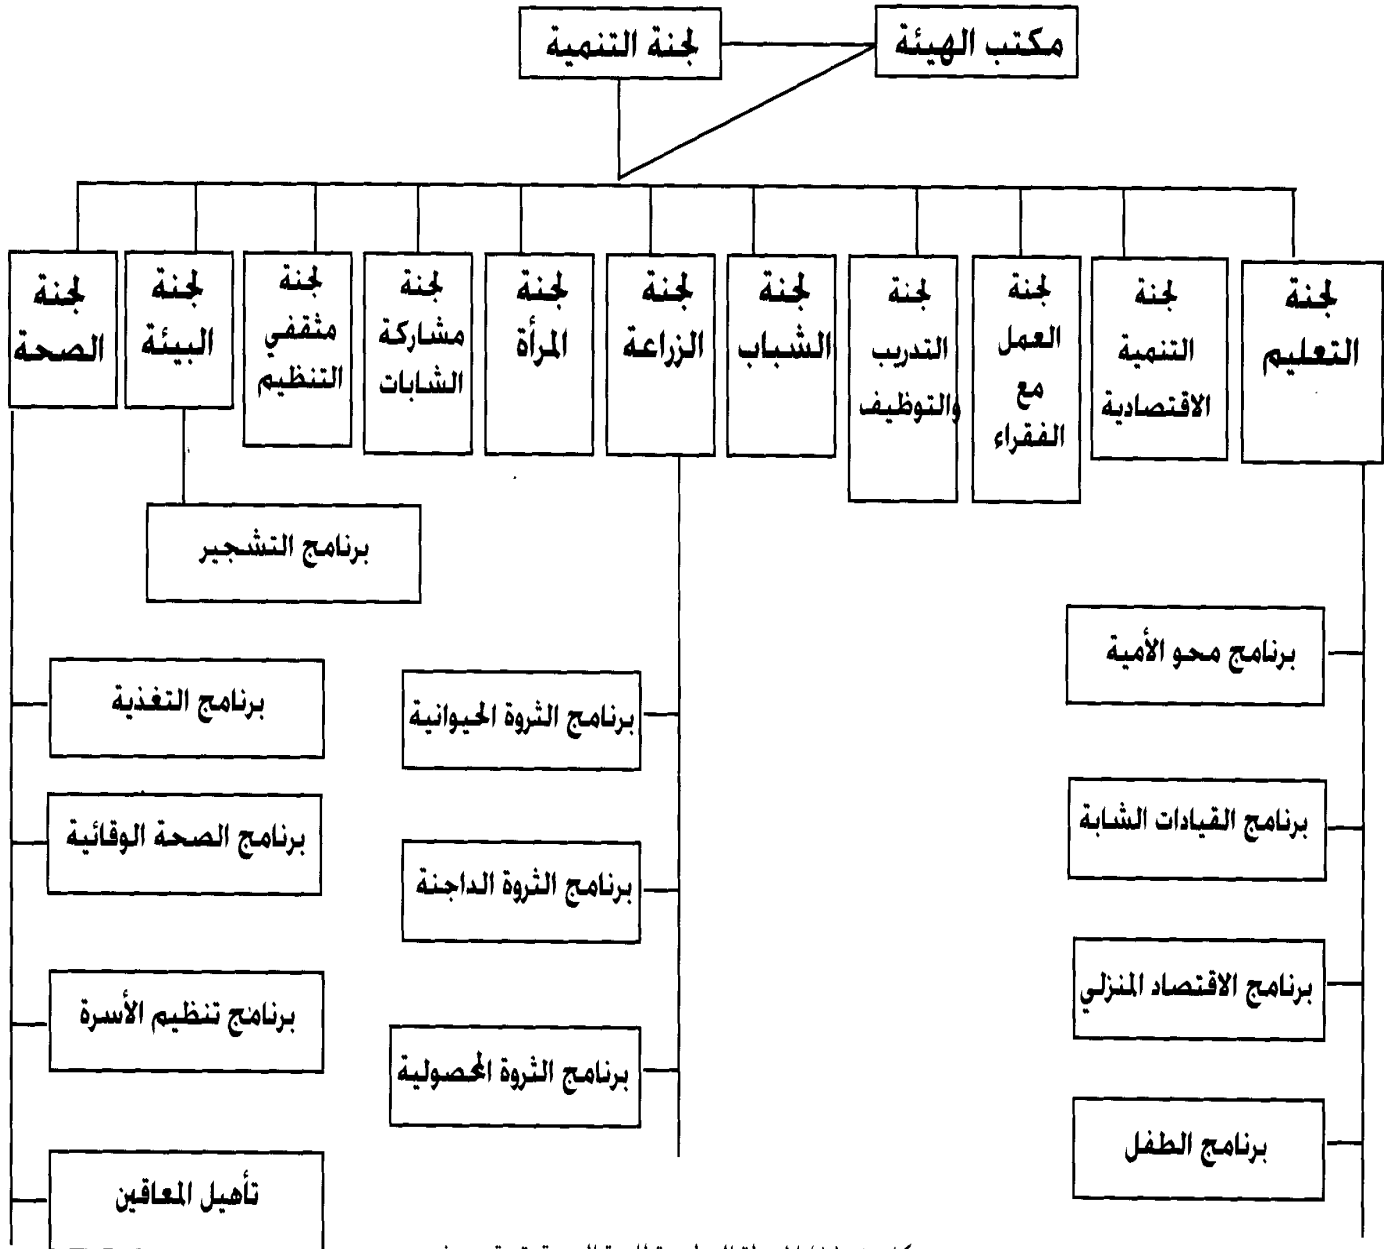 مكتب الهيئة
لجنة التنمية
لجنة
التعليم
لجنة
التنمية
الاقتصادية
لجنة
العمل
مع
الفقراء
لجنة
التدريب
والتوظيف
لجنة
الشباب
لجنة
الزراعة
لجنة
المرأة
لجنة
مشاركة
الشابات
لجنة
مثقفي
التنظيم
لجنة
البيئة
لجنة
الصحة
برنامج محو الأمية
برنامج القيادات الشابة
برنامج الاقتصاد المنزلي
برنامج الطفل
برنامج الثروة الحيوانية
برنامج الثروة الداجنة
برنامج الثروة المحصولية
برنامج التشجير
برنامج التغذية
برنامج الصحة الوقائية
برنامج تنظيم الأسرة
تأهيل المعاقين